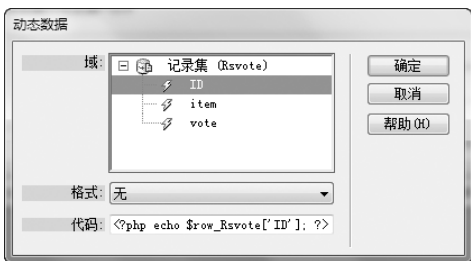 动态数据
域:
记录集 (Rsvote)
ID
item
vote
确定
取消
帮助(H)
格式: 无
代码: <?php echo $row_Rsvote['ID']; ?>